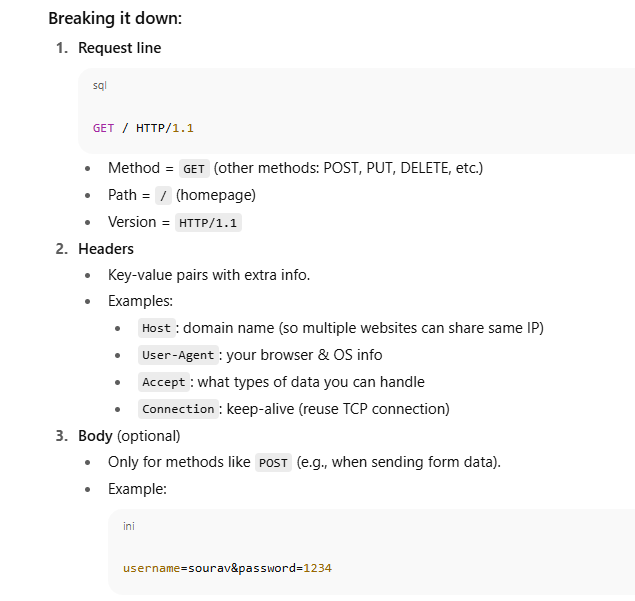 Breaking it down:
1. Request line
sql
GET / HTTP/1.1
• Method = GET (other methods: POST, PUT, DELETE, etc.)
• Path = / (homepage)
• Version = HTTP/1.1
2. Headers
• Key-value pairs with extra info.
• Examples:
• Host : domain name (so multiple websites can share same IP)
• User-Agent : your browser & OS info
• Accept : what types of data you can handle
• Connection : keep-alive (reuse TCP connection)
3. Body (optional)
• Only for methods like POST (e.g., when sending form data).
• Example:
ini
username=sourav&password=1234